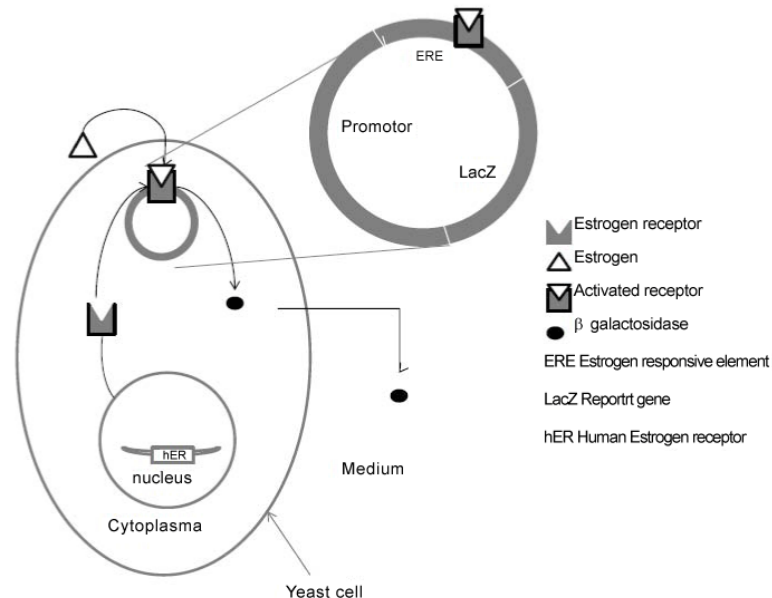 ERE
Promotor
LacZ
Estrogen
hER
nucleus
Cytoplasma
Medium
Yeast cell
Estrogen receptor
Estrogen
Activated receptor
β galactosidase
ERE Estrogen responsive element
LacZ Reportrt gene
hER Human Estrogen receptor